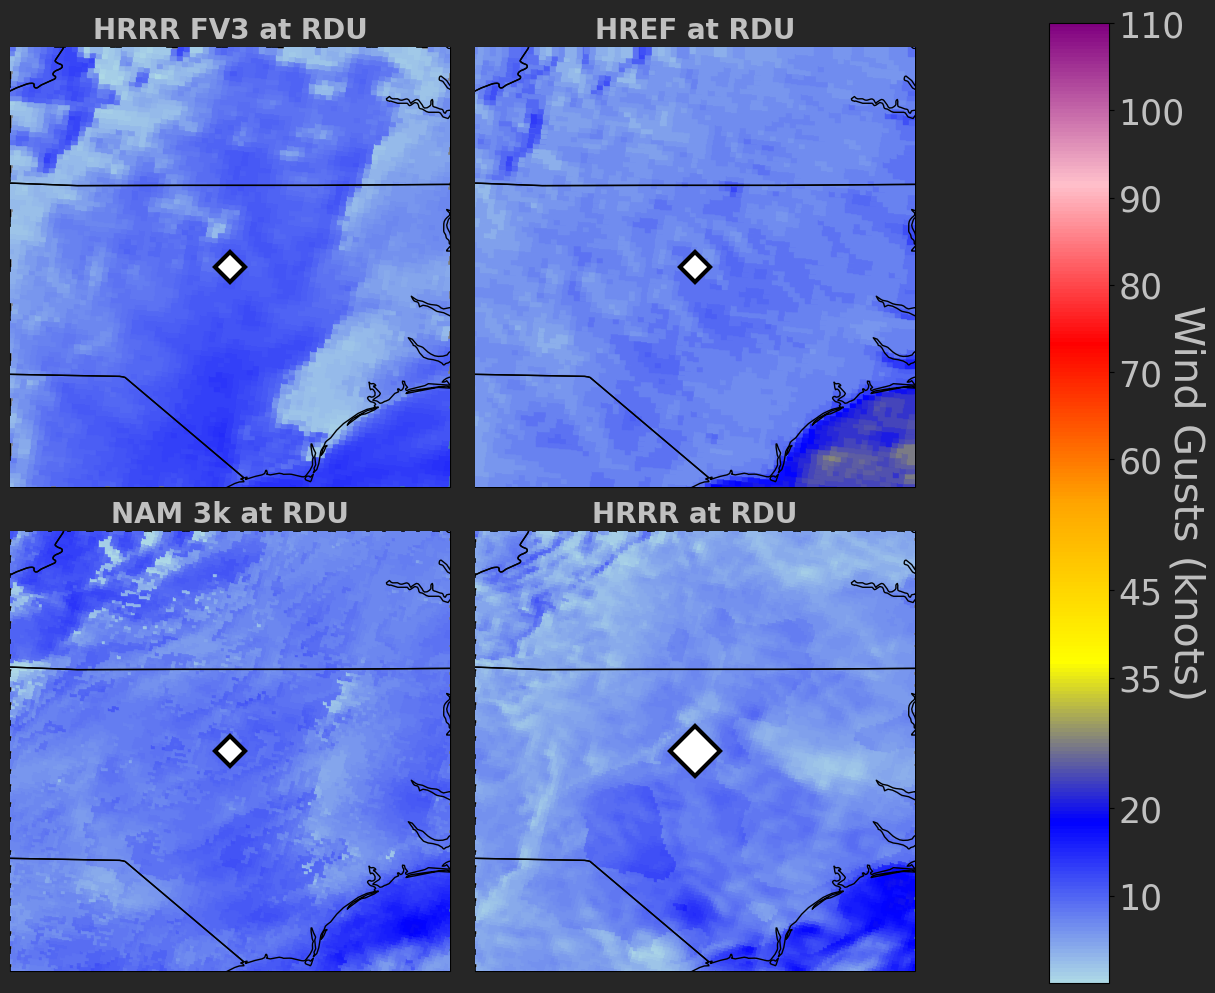 HRRR FV3 at RDU
HREF at RDU
NAM 3k at RDU
HRRR at RDU
110
100
90
80
70
60
45
35
20
10
Wind Gusts (knots)